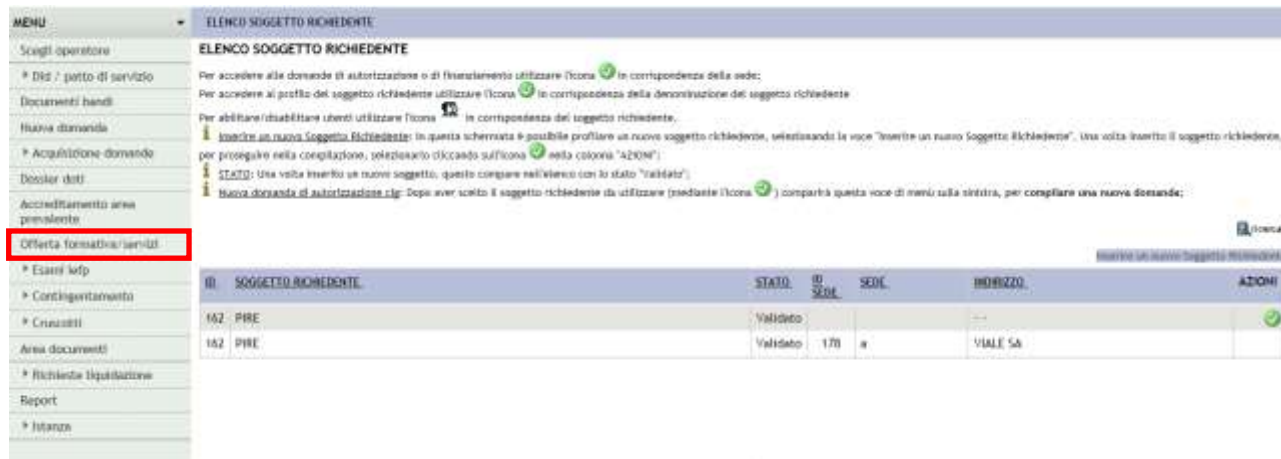 MENU
Scegli operatore
Did / patto di servizio
Documenti bandi
Nuova domanda
Acquisizione domande
Dossier doti
Accreditamento area
prevalente
Offerta formativa/servizi
Esami iefp
Contingentamento
Cruscotti
Area documenti
Richieste liquidazione
Report
Istanze
ELENCO SOGGETTO RICHIEDENTE
ELENCO SOGGETTO RICHIEDENTE
Per accedere alle domande di autorizzazione o di finanziamento utilizzare l'icona in corrispondenza della sede;
Per accedere al profilo del soggetto richiedente utilizzare l'icona in corrispondenza della denominazione del soggetto richiedente
Per abilitare/disabilitare utenti utilizzare l'icona in corrispondenza del soggetto richiedente.
Inserire un nuovo Soggetto Richiedente: in questa schermata è possibile profilare un nuovo soggetto richiedente, selezionando la voce "Inserire un nuovo Soggetto Richiedente". Una volta inserito il soggetto richiedente,
per proseguire nella compilazione, selezionarlo cliccando sull'icona nella colonna "AZIONI";
STATO: Una volta inserito un nuovo soggetto, questo compare nell'elenco con lo stato "Validato";
Nuova domanda di autorizzazione cig: Dopo aver scelto il soggetto richiedente da utilizzare (mediante l'icona ) comparirà questa voce di menù sulla sinistra, per compilare una nuova domanda;
ricerca
Inserire un nuovo Soggetto Richiedente
ID SOGGETTO RICHIEDENTE STATO ID SEDE SEDE INDIRIZZO AZIONI
162 PIRE Validato - -
162 PIRE Validato 178 a VIALE SA